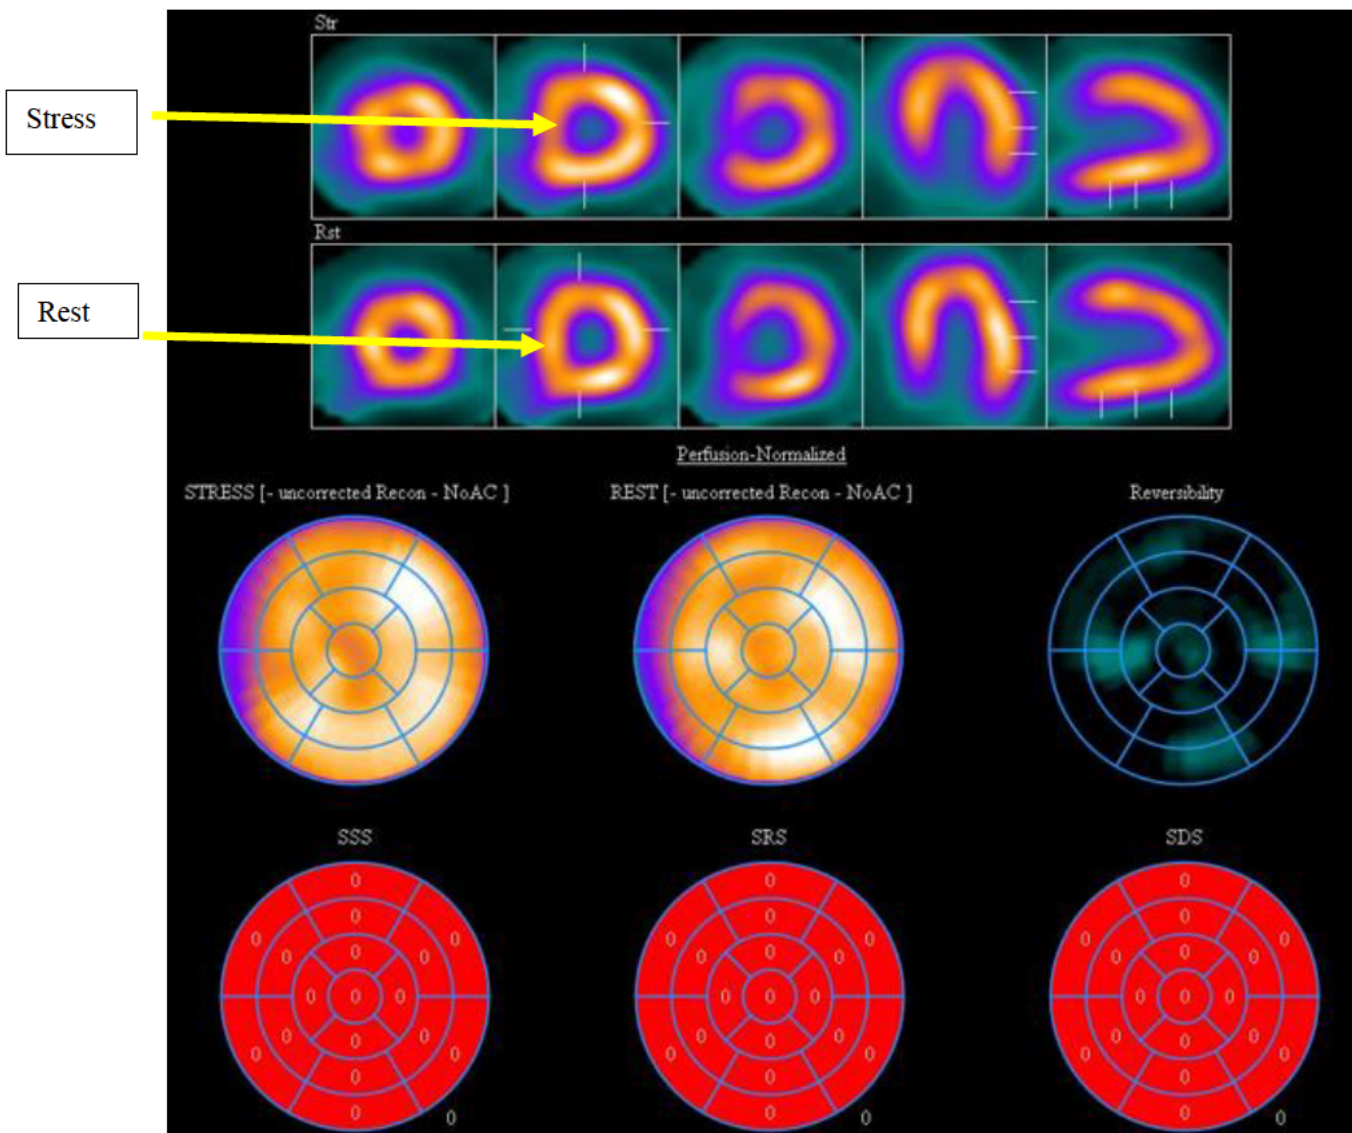 Str
Stress
Rst
Rest
Perfusion-Normalized
STRESS [- uncorrected Recon - NoAC ]
REST [- uncorrected Recon - NoAC ]
Reversibility
SSS
SRS
SDS
0 0 0
0 0 0
0 0 0 0 0 0
0 0 0
0 0 0 0 0 0
0 0 0 0 0 0 0 0 0
0 0 0
0 0 0 0 0 0
0 0 0 0 0 0
0 0 0
0 0 0
0 0 0